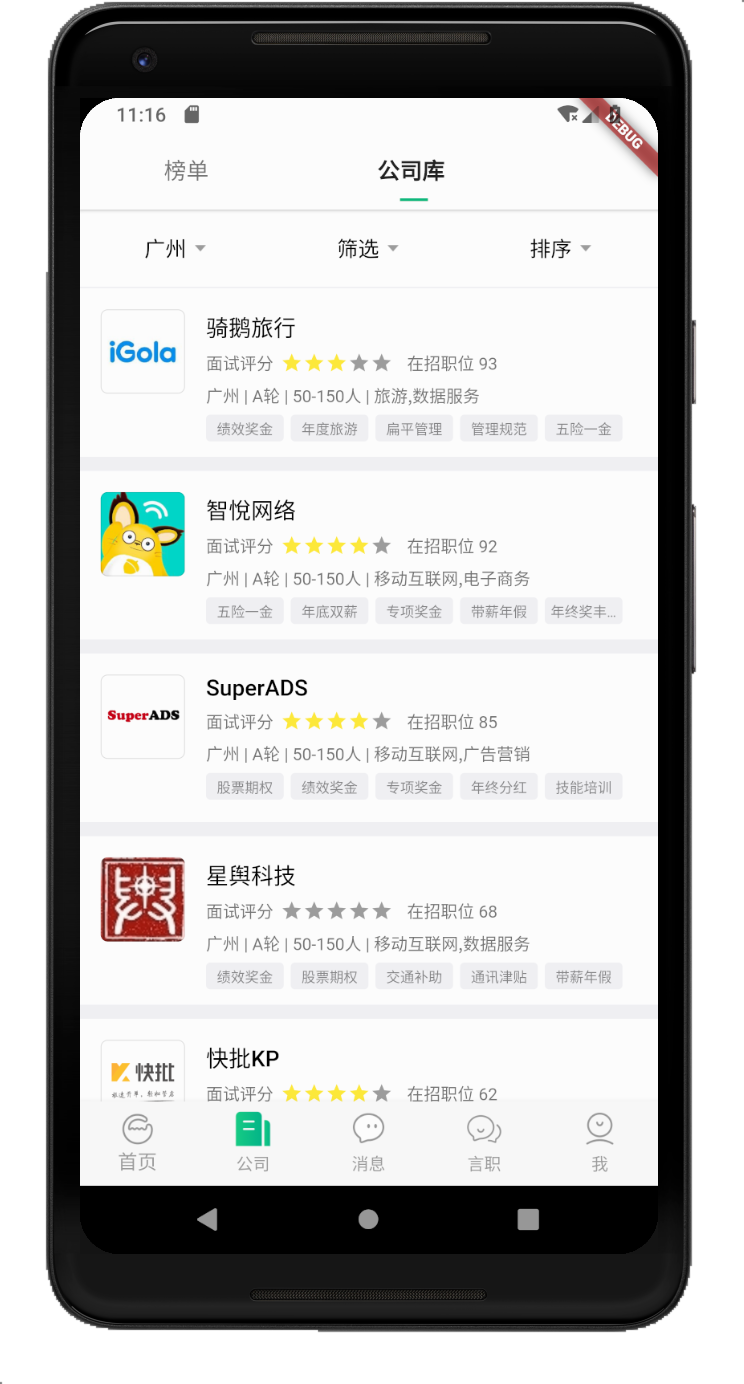 11:16
DEBUG
榜单 公司库
广州 筛选 排序
iGola
骑鹅旅行
面试评分 在招职位 93
广州 | A轮 | 50-150人 | 旅游,数据服务
绩效奖金 年度旅游 扁平管理 管理规范 五险一金
智悦网络
面试评分 在招职位 92
广州 | A轮 | 50-150人 | 移动互联网,电子商务
五险一金 年底双薪 专项奖金 带薪年假 年终奖丰...
SuperADS
SuperADS
面试评分 在招职位 85
广州 | A轮 | 50-150人 | 移动互联网,广告营销
股票期权 绩效奖金 专项奖金 年终分红 技能培训
星舆科技
面试评分 在招职位 68
广州 | A轮 | 50-150人 | 移动互联网,数据服务
绩效奖金 股票期权 交通补助 通讯津贴 带薪年假
快批
快批KP
面试评分 在招职位 62
首页 公司 消息 言职 我